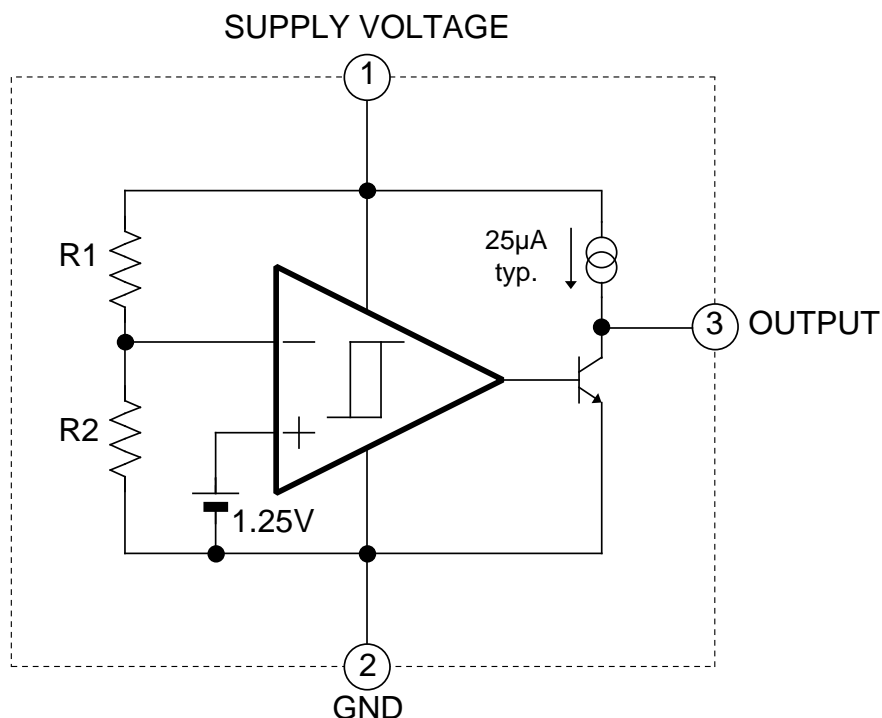 SUPPLY VOLTAGE
1
R1
25µA
typ.
3 OUTPUT
R2
1.25V
2
GND